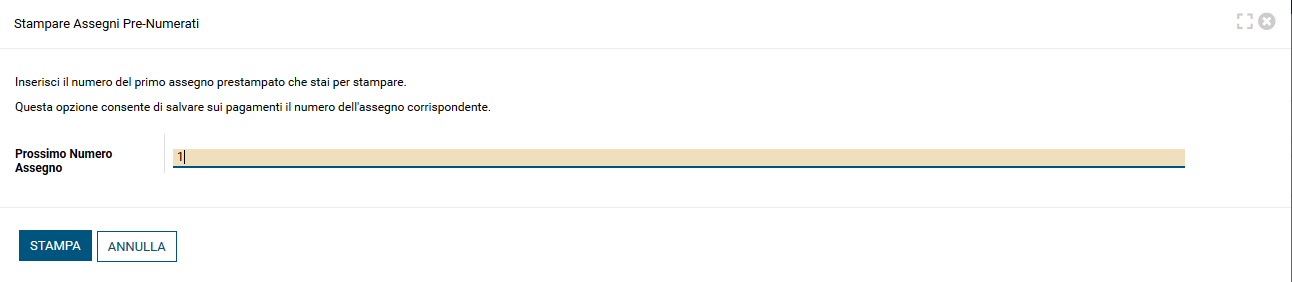 Stampare Assegni Pre-Numerati
Inserisci il numero del primo assegno prestampato che stai per stampare.
Questa opzione consente di salvare sui pagamenti il numero dell'assegno corrispondente.
Prossimo Numero
Assegno
1
STAMPA
ANNULLA